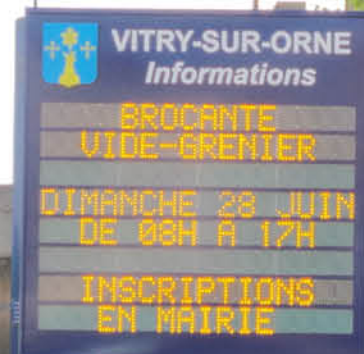 VITRY-SUR-ORNE
Informations
BROCANTE
VIDE-GRENIER
DIMANCHE 28 JUIN
DE 08H A 17H
INSCRIPTIONS
EN MAIRIE